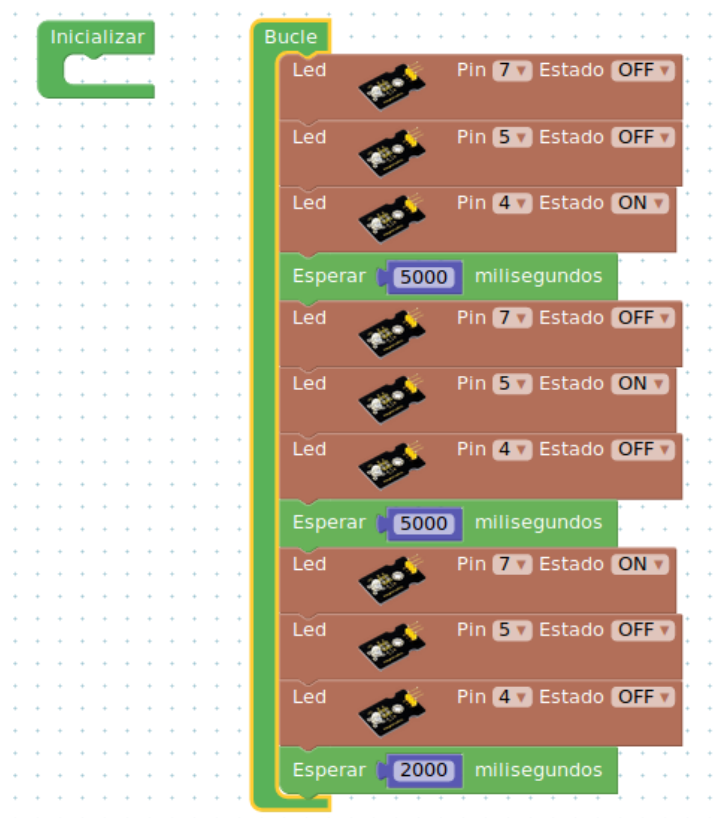 Inicializar
Bucle
Led Pin 7 Estado OFF
Led Pin 5 Estado OFF
Led Pin 4 Estado ON
Esperar 5000 milisegundos
Led Pin 7 Estado OFF
Led Pin 5 Estado ON
Led Pin 4 Estado OFF
Esperar 5000 milisegundos
Led Pin 7 Estado ON
Led Pin 5 Estado OFF
Led Pin 4 Estado OFF
Esperar 2000 milisegundos